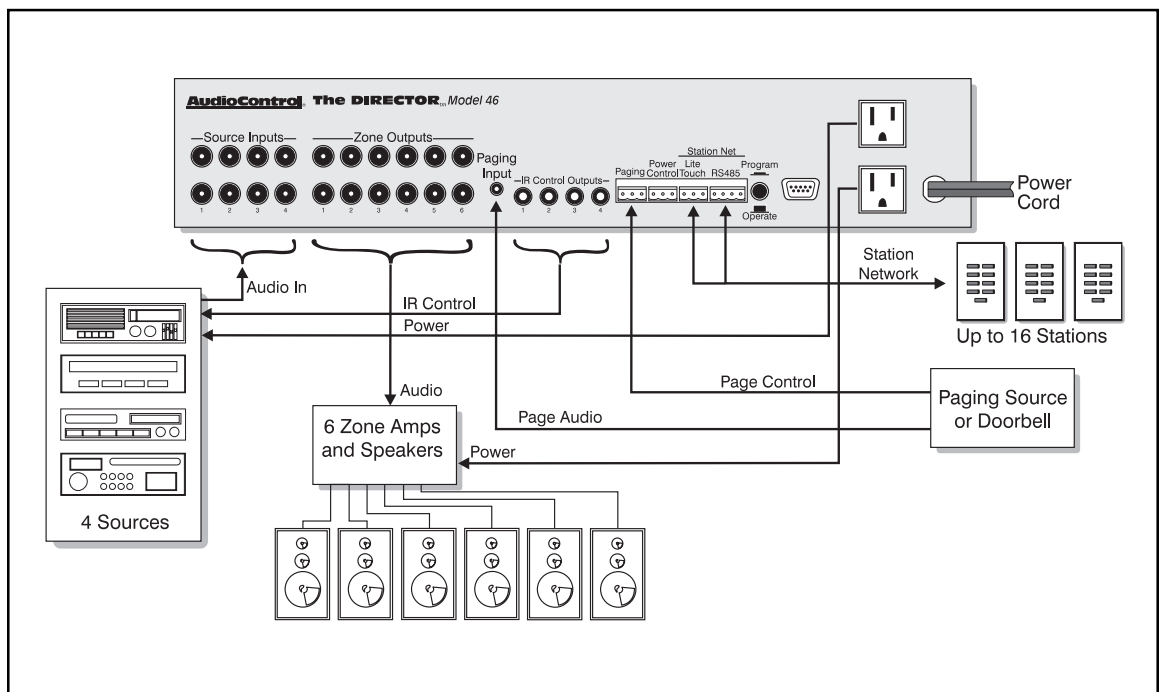 AudioControl® The DIRECTOR™ Model 46
Source Inputs
Zone Outputs
Paging
Input
IR Control Outputs
Station Net
Paging
Power
Control
Lite
Touch
RS485
Program
Operate
1 2 3 4
1 2 3 4 5 6
1 2 3 4
Power
Cord
Audio In
IR Control
Power
Station
Network
Up to 16 Stations
Audio
Page Control
Page Audio
Paging Source
or Doorbell
6 Zone Amps
and Speakers
Power
4 Sources